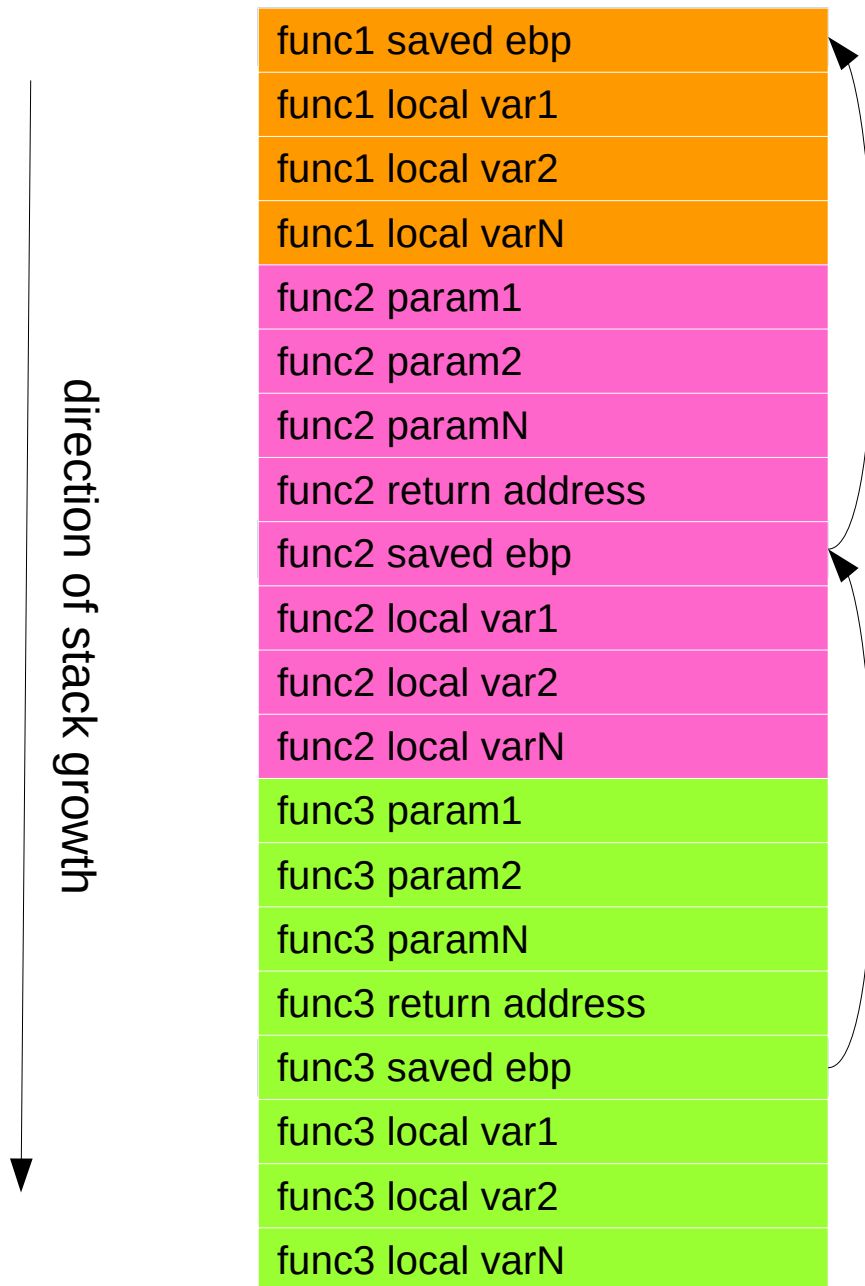 func1 saved ebp
func1 local var1
func1 local var2
func1 local varN
func2 param1
func2 param2
func2 paramN
func2 return address
func2 saved ebp
func2 local var1
func2 local var2
func2 local varN
func3 param1
func3 param2
func3 paramN
func3 return address
func3 saved ebp
func3 local var1
func3 local var2
func3 local varN
direction of stack growth